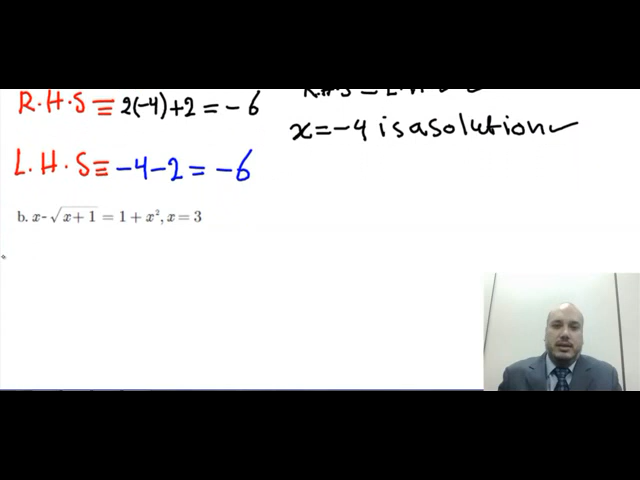 R.H.S ≡ 2(-4)+2 = -6
x=-4 is a solution✓
L.H.S ≡ -4-2 = -6
b. x-√x+1 = 1 + x², x = 3